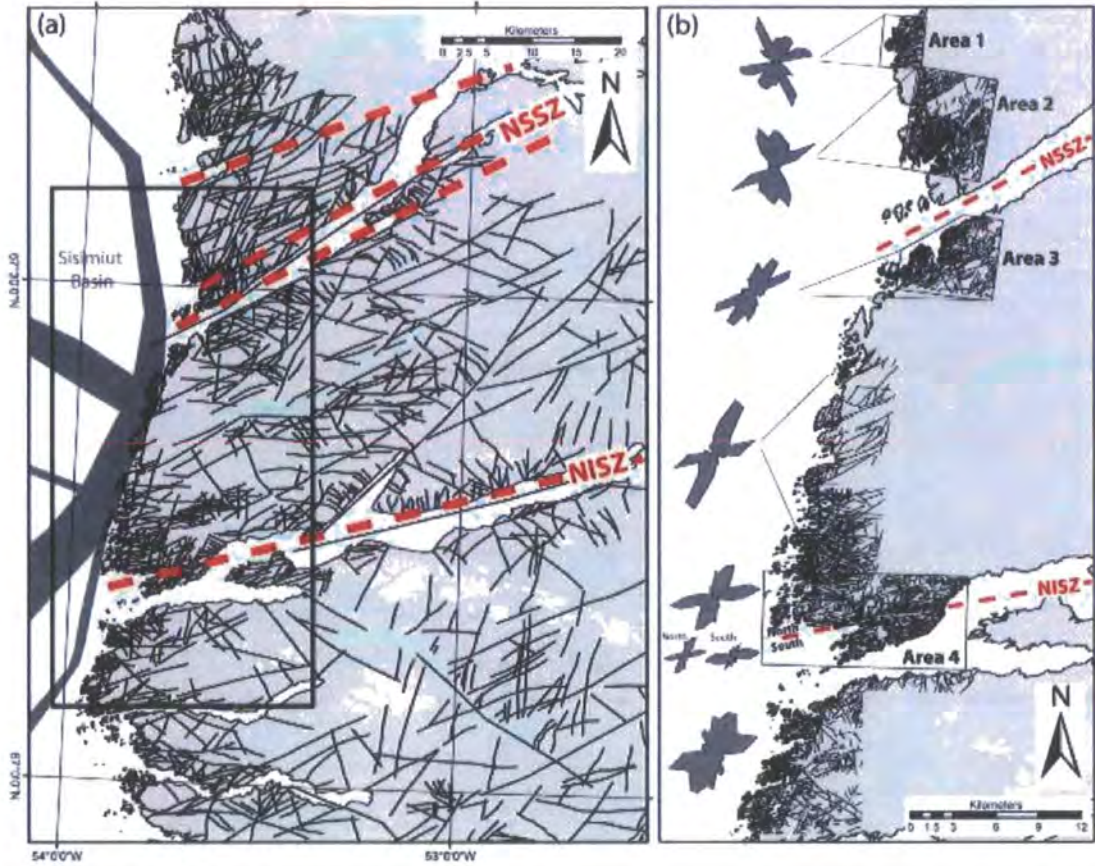 (a)
Kilometers
0 2.5 5 10 15 20
N
NSSZ
Sisimiut
Basin
67°20'N
NISZ
67°0'0"N
54°0'0"W
53°0'0"W
(b)
Area 1
Area 2
NSSZ
Area 3
NISZ
North
South
North
South
Area 4
N
Kilometers
0 1.5 3 6 9 12